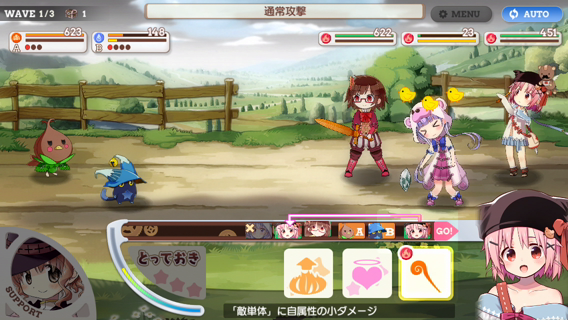 WAVE 1/3 1
通常攻撃
MENU
AUTO
623
148
A
B
622
23
451
A
B
GO!
とっておき
SUPPORT
「敵単体」に自属性の小ダメージ